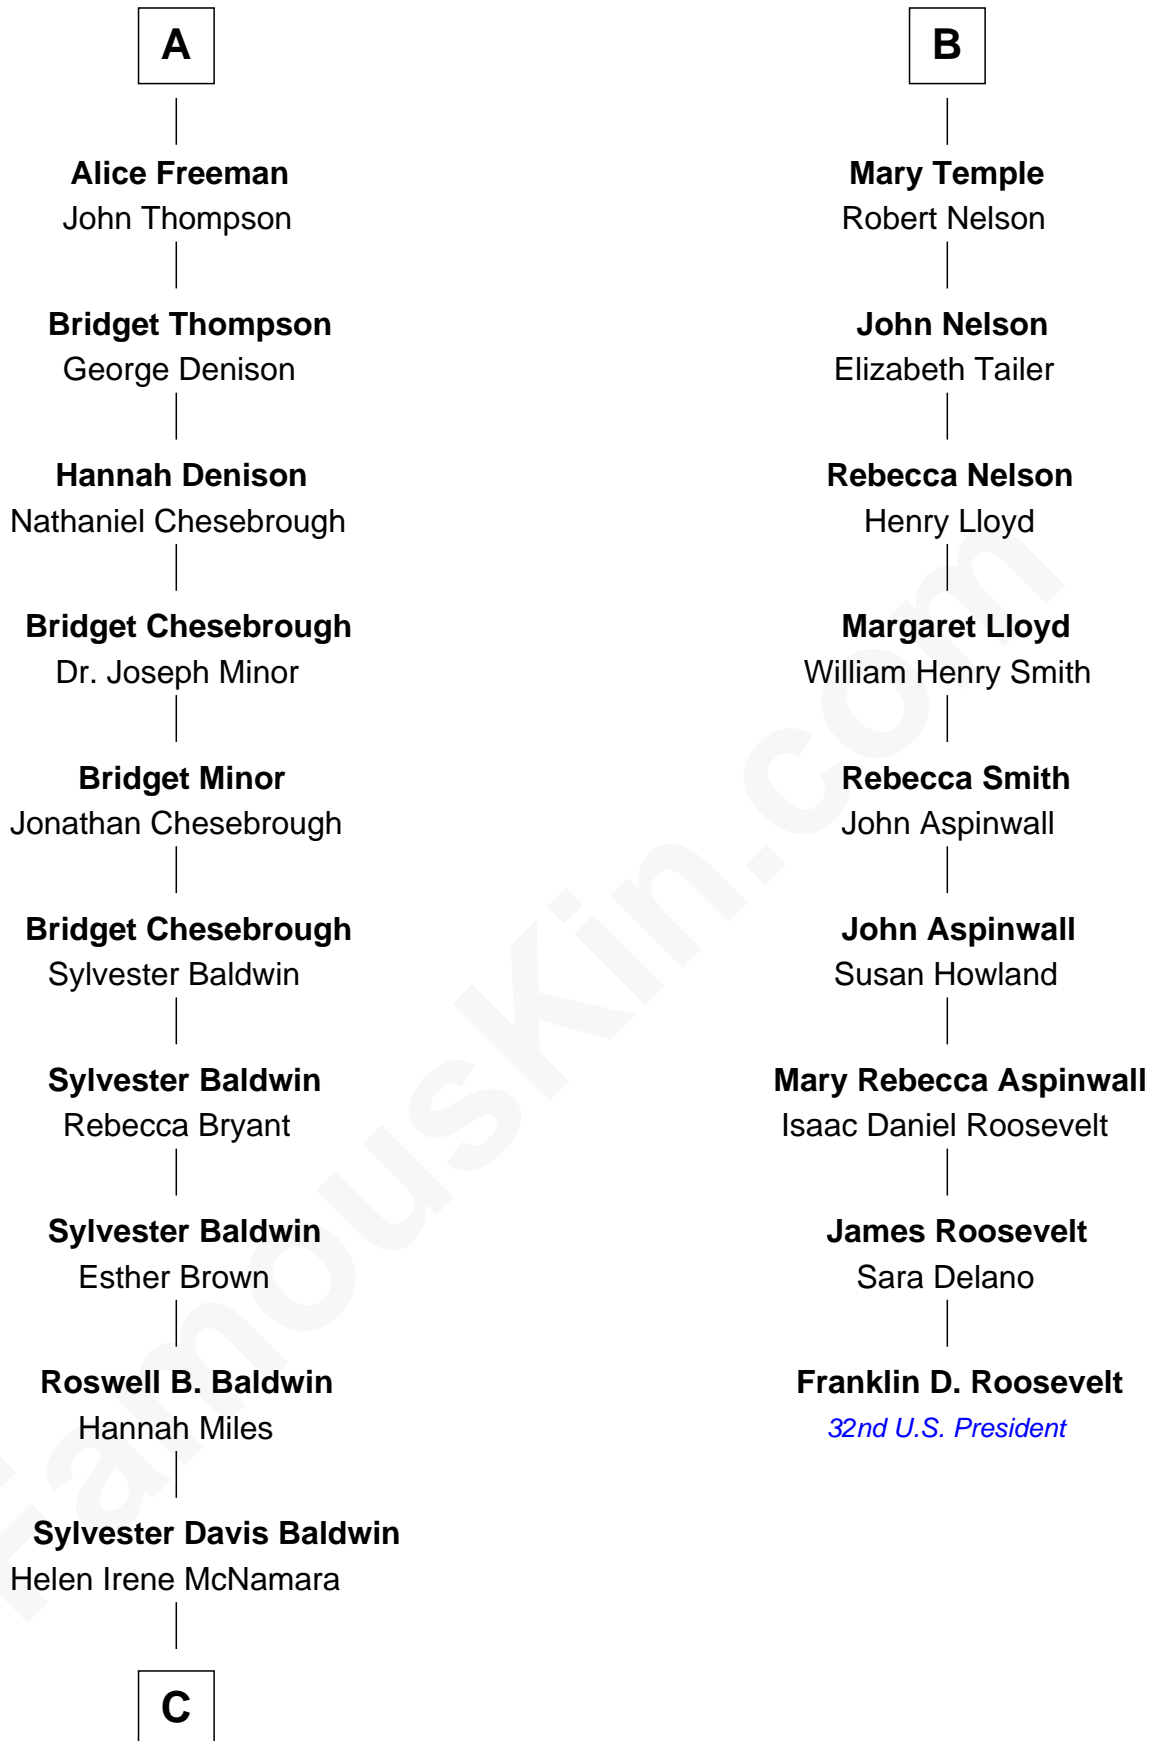 A
Alice Freeman
John Thompson
Bridget Thompson
George Denison
Hannah Denison
Nathaniel Chesebrough
Bridget Chesebrough
Dr. Joseph Minor
Bridget Minor
Jonathan Chesebrough
Bridget Chesebrough
Sylvester Baldwin
Sylvester Baldwin
Rebecca Bryant
Sylvester Baldwin
Esther Brown
Roswell B. Baldwin
Hannah Miles
Sylvester Davis Baldwin
Helen Irene McNamara
C
B
Mary Temple
Robert Nelson
John Nelson
Elizabeth Tailer
Rebecca Nelson
Henry Lloyd
Margaret Lloyd
William Henry Smith
Rebecca Smith
John Aspinwall
John Aspinwall
Susan Howland
Mary Rebecca Aspinwall
Isaac Daniel Roosevelt
James Roosevelt
Sara Delano
Franklin D. Roosevelt
32nd U.S. President
FamousKin.com